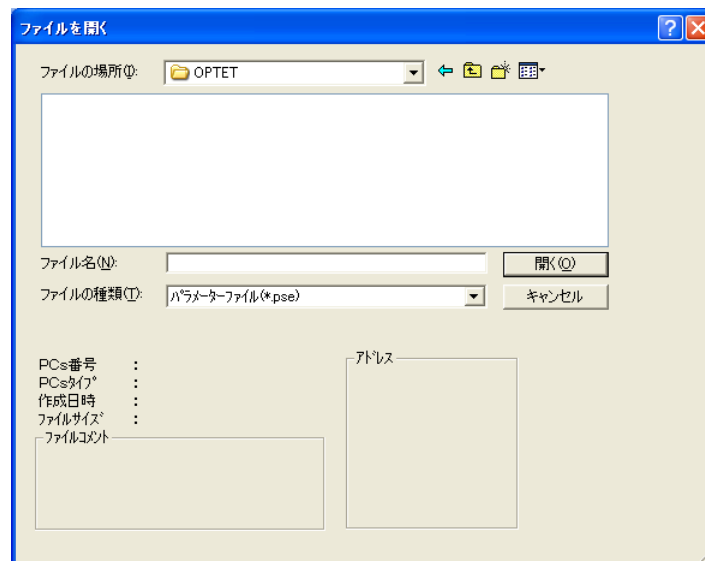 ファイルを開く
ファイルの場所(I):
OPTET
ファイル名(N):
開く(O)
ファイルの種類(T):
パラメーターファイル(*.pse)
キャンセル
PCs番号 :
PCsタイプ :
作成日時 :
ファイルサイズ :
ファイルコメント
アドレス